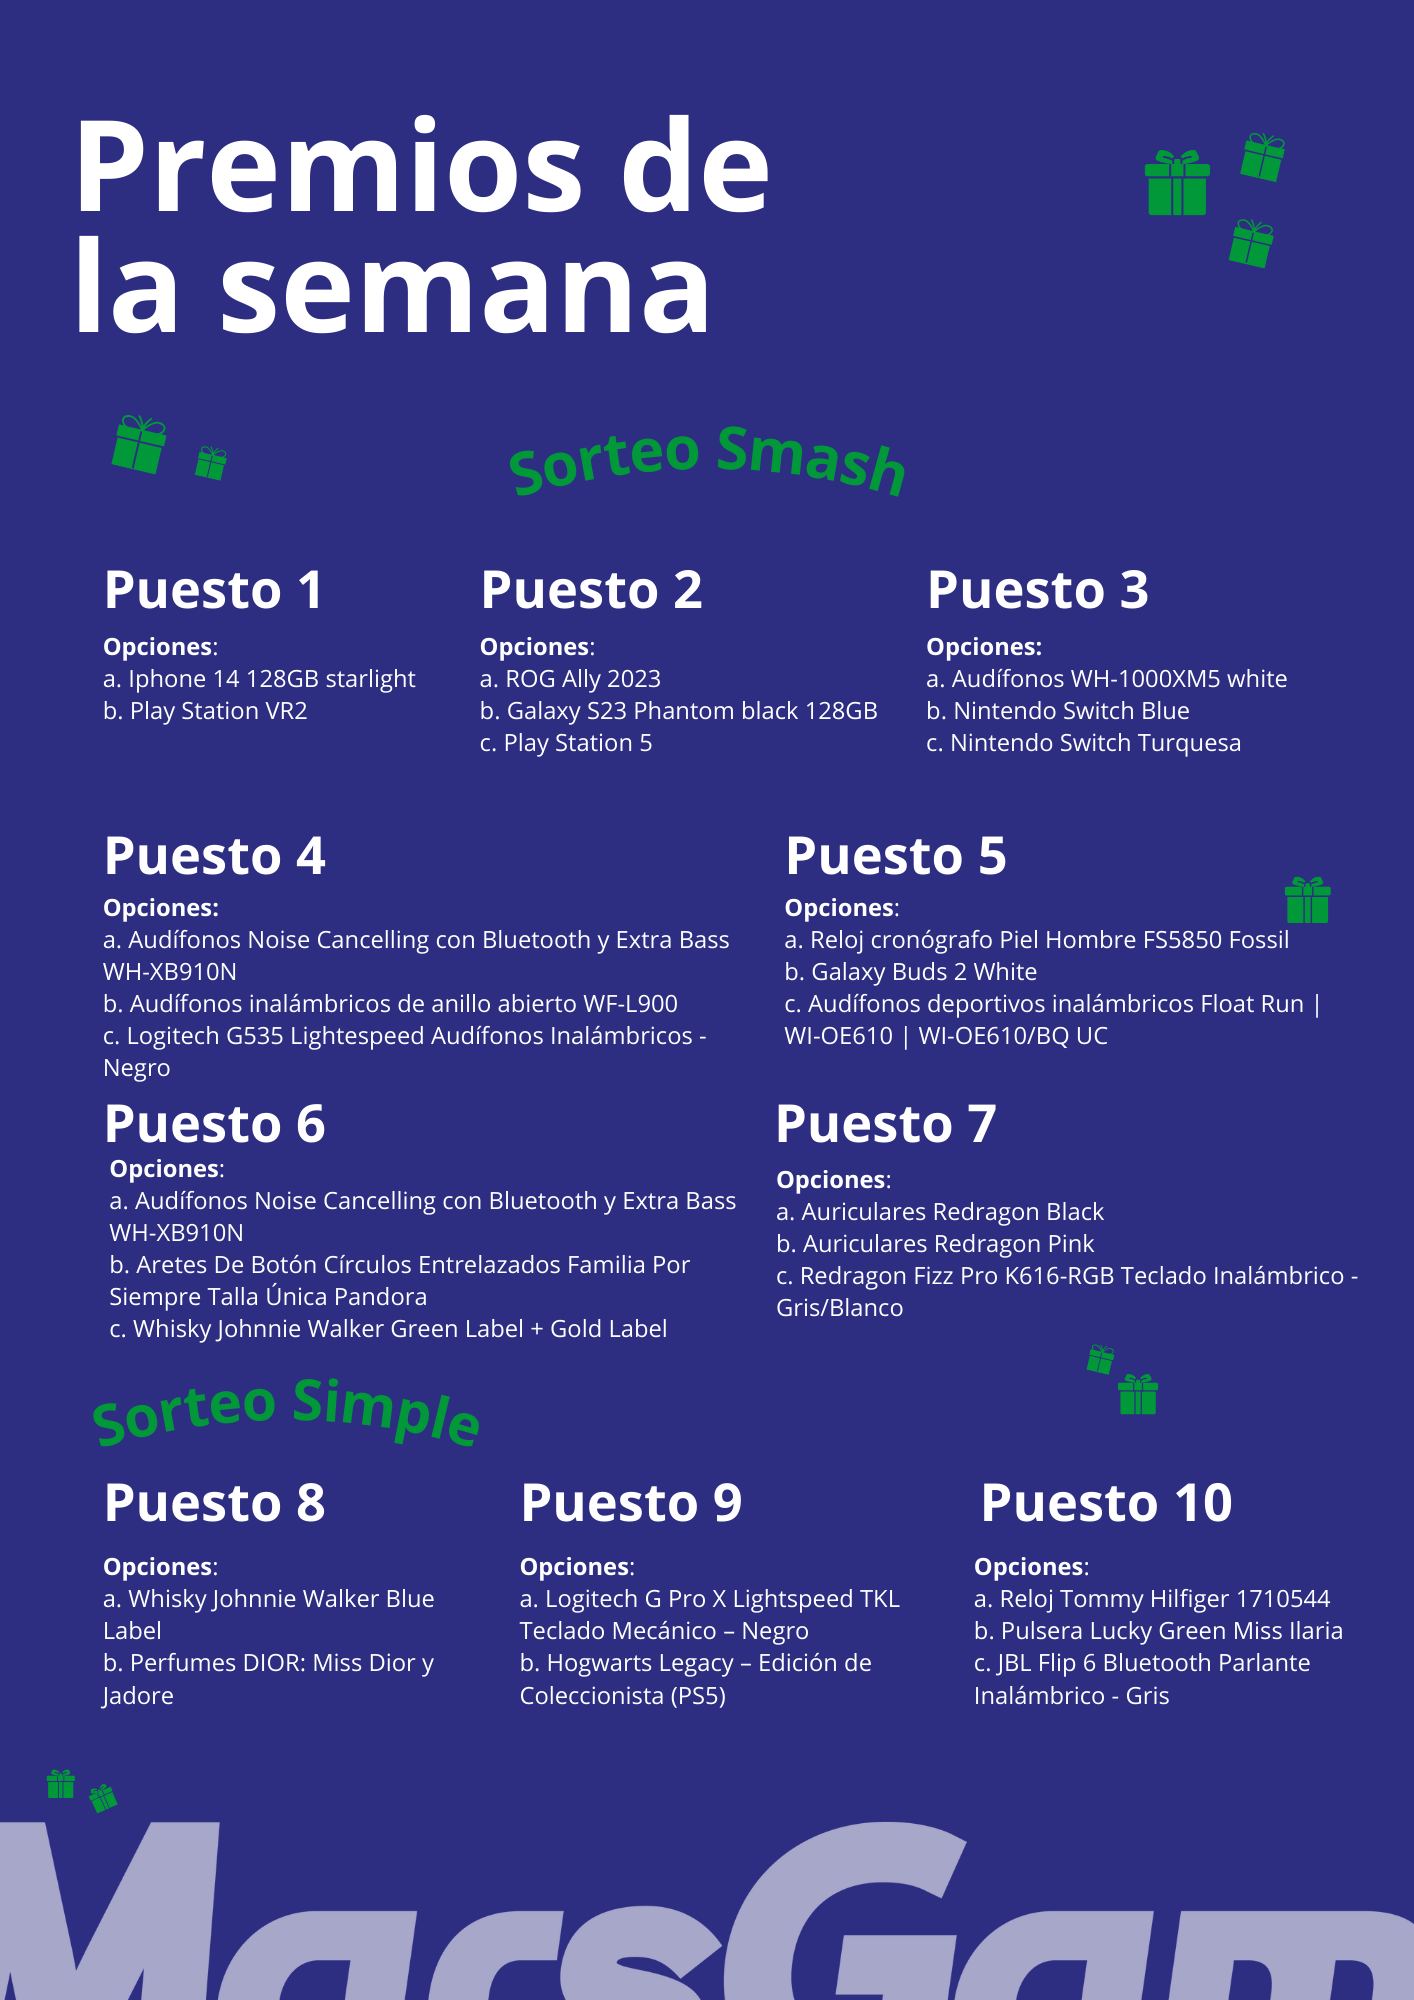 Premios de
la semana
Sorteo Smash
Puesto 1
Opciones:
a. Iphone 14 128GB starlight
b. Play Station VR2
Puesto 2
Opciones:
a. ROG Ally 2023
b. Galaxy S23 Phantom black 128GB
c. Play Station 5
Puesto 3
Opciones:
a. Audífonos WH-1000XM5 white
b. Nintendo Switch Blue
c. Nintendo Switch Turquesa
Puesto 4
Opciones:
a. Audífonos Noise Cancelling con Bluetooth y Extra Bass
WH-XB910N
b. Audífonos inalámbricos de anillo abierto WF-L900
c. Logitech G535 Lightespeed Audífonos Inalámbricos -
Negro
Puesto 5
Opciones:
a. Reloj cronógrafo Piel Hombre FS5850 Fossil
b. Galaxy Buds 2 White
c. Audífonos deportivos inalámbricos Float Run |
WI-OE610 | WI-OE610/BQ UC
Puesto 6
Opciones:
a. Audífonos Noise Cancelling con Bluetooth y Extra Bass
WH-XB910N
b. Aretes De Botón Círculos Entrelazados Familia Por
Siempre Talla Única Pandora
c. Whisky Johnnie Walker Green Label + Gold Label
Puesto 7
Opciones:
a. Auriculares Redragon Black
b. Auriculares Redragon Pink
c. Redragon Fizz Pro K616-RGB Teclado Inalámbrico -
Gris/Blanco
Sorteo Simple
Puesto 8
Opciones:
a. Whisky Johnnie Walker Blue
Label
b. Perfumes DIOR: Miss Dior y
Jadore
Puesto 9
Opciones:
a. Logitech G Pro X Lightspeed TKL
Teclado Mecánico – Negro
b. Hogwarts Legacy – Edición de
Coleccionista (PS5)
Puesto 10
Opciones:
a. Reloj Tommy Hilfiger 1710544
b. Pulsera Lucky Green Miss Ilaria
c. JBL Flip 6 Bluetooth Parlante
Inalámbrico - Gris
MarsGam